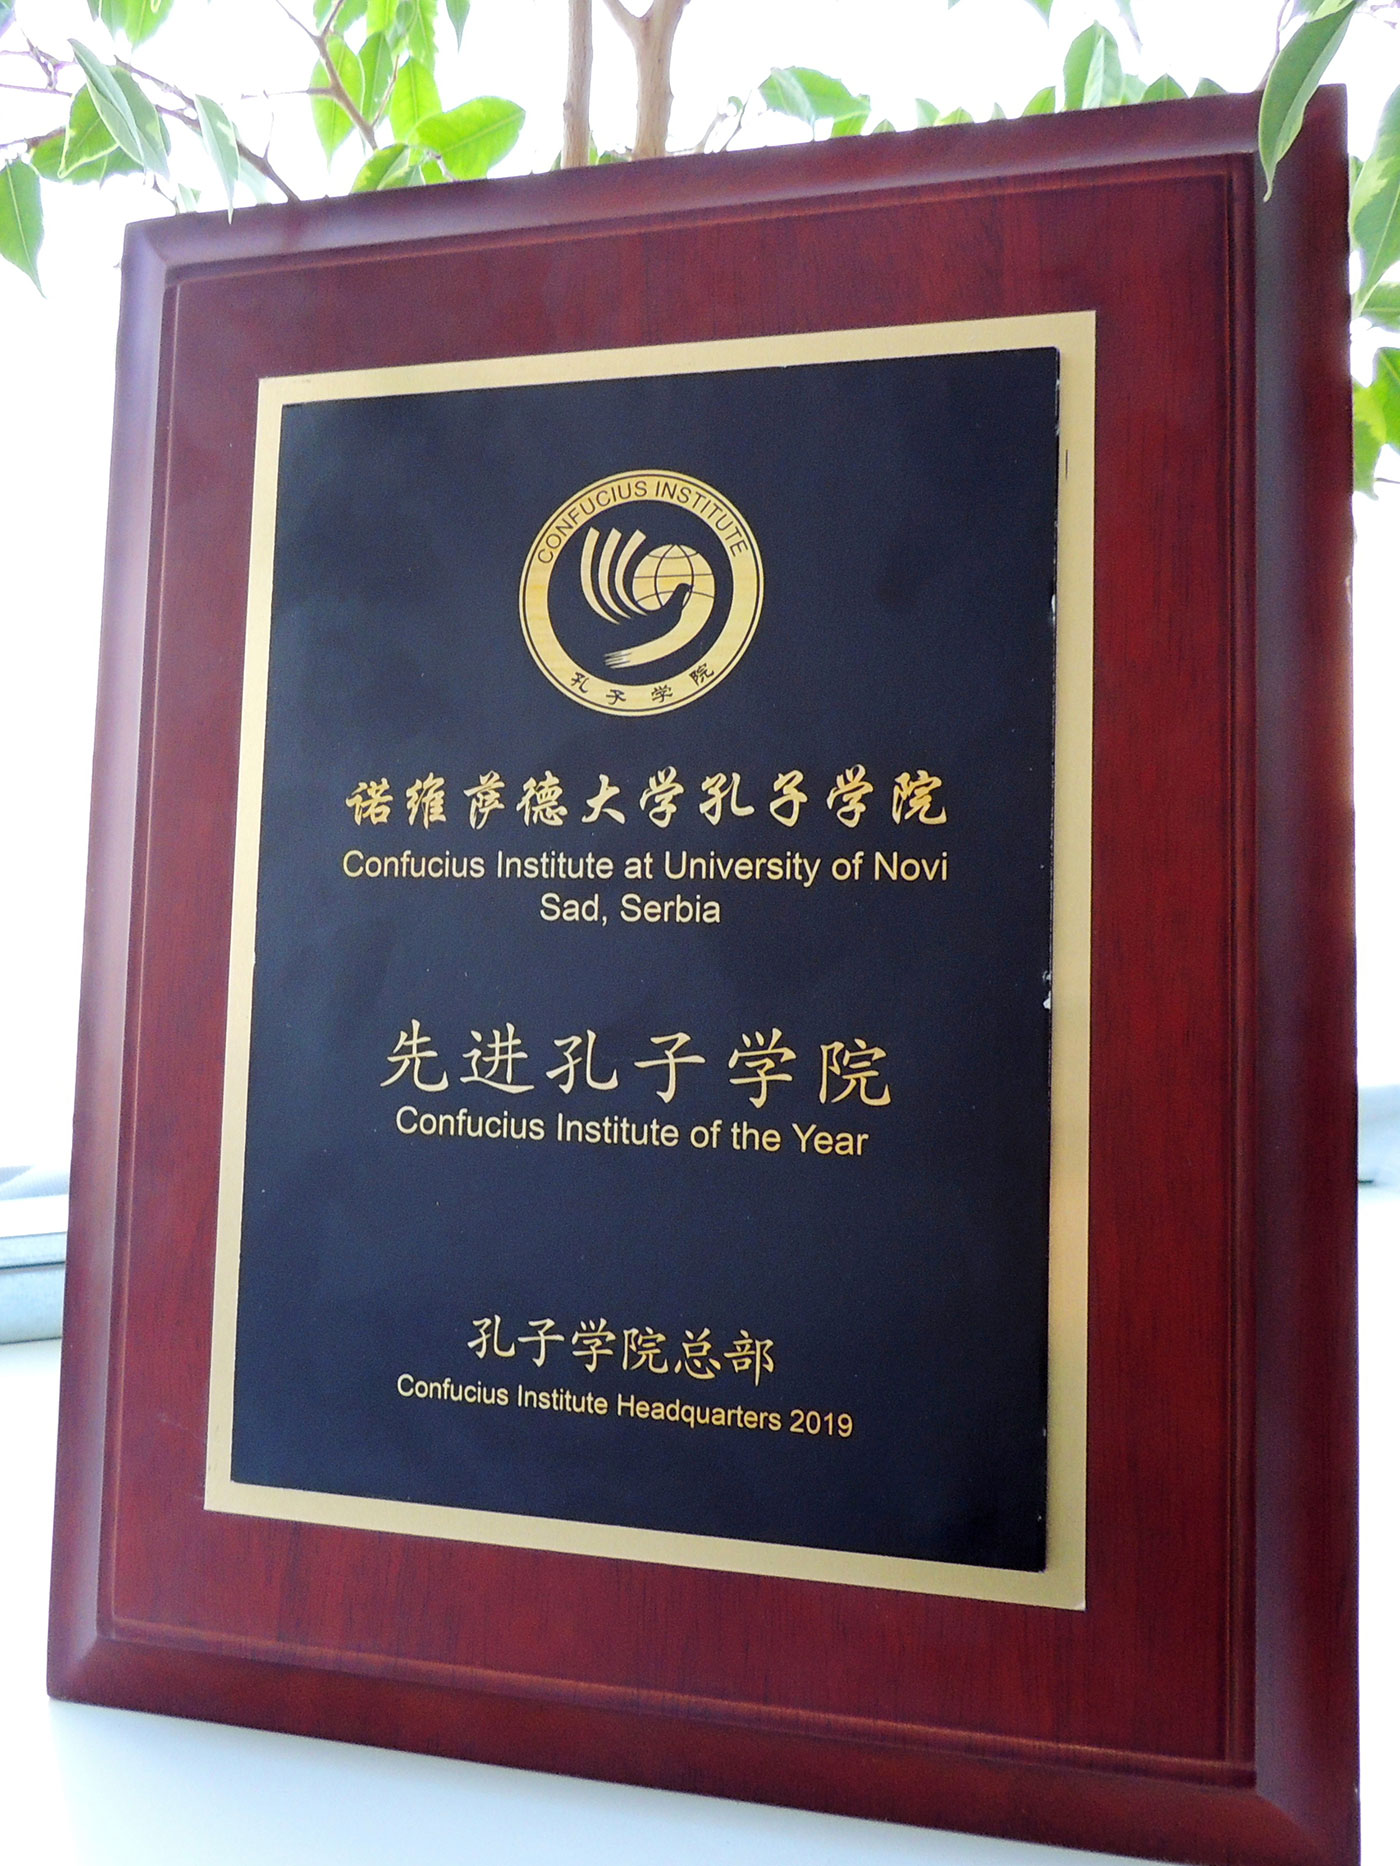 CONFUCIUS INSTITUTE
孔子学院
诺维萨德大学孔子学院
Confucius Institute at University of Novi
Sad, Serbia
先进孔子学院
Confucius Institute of the Year
孔子学院总部
Confucius Institute Headquarters 2019